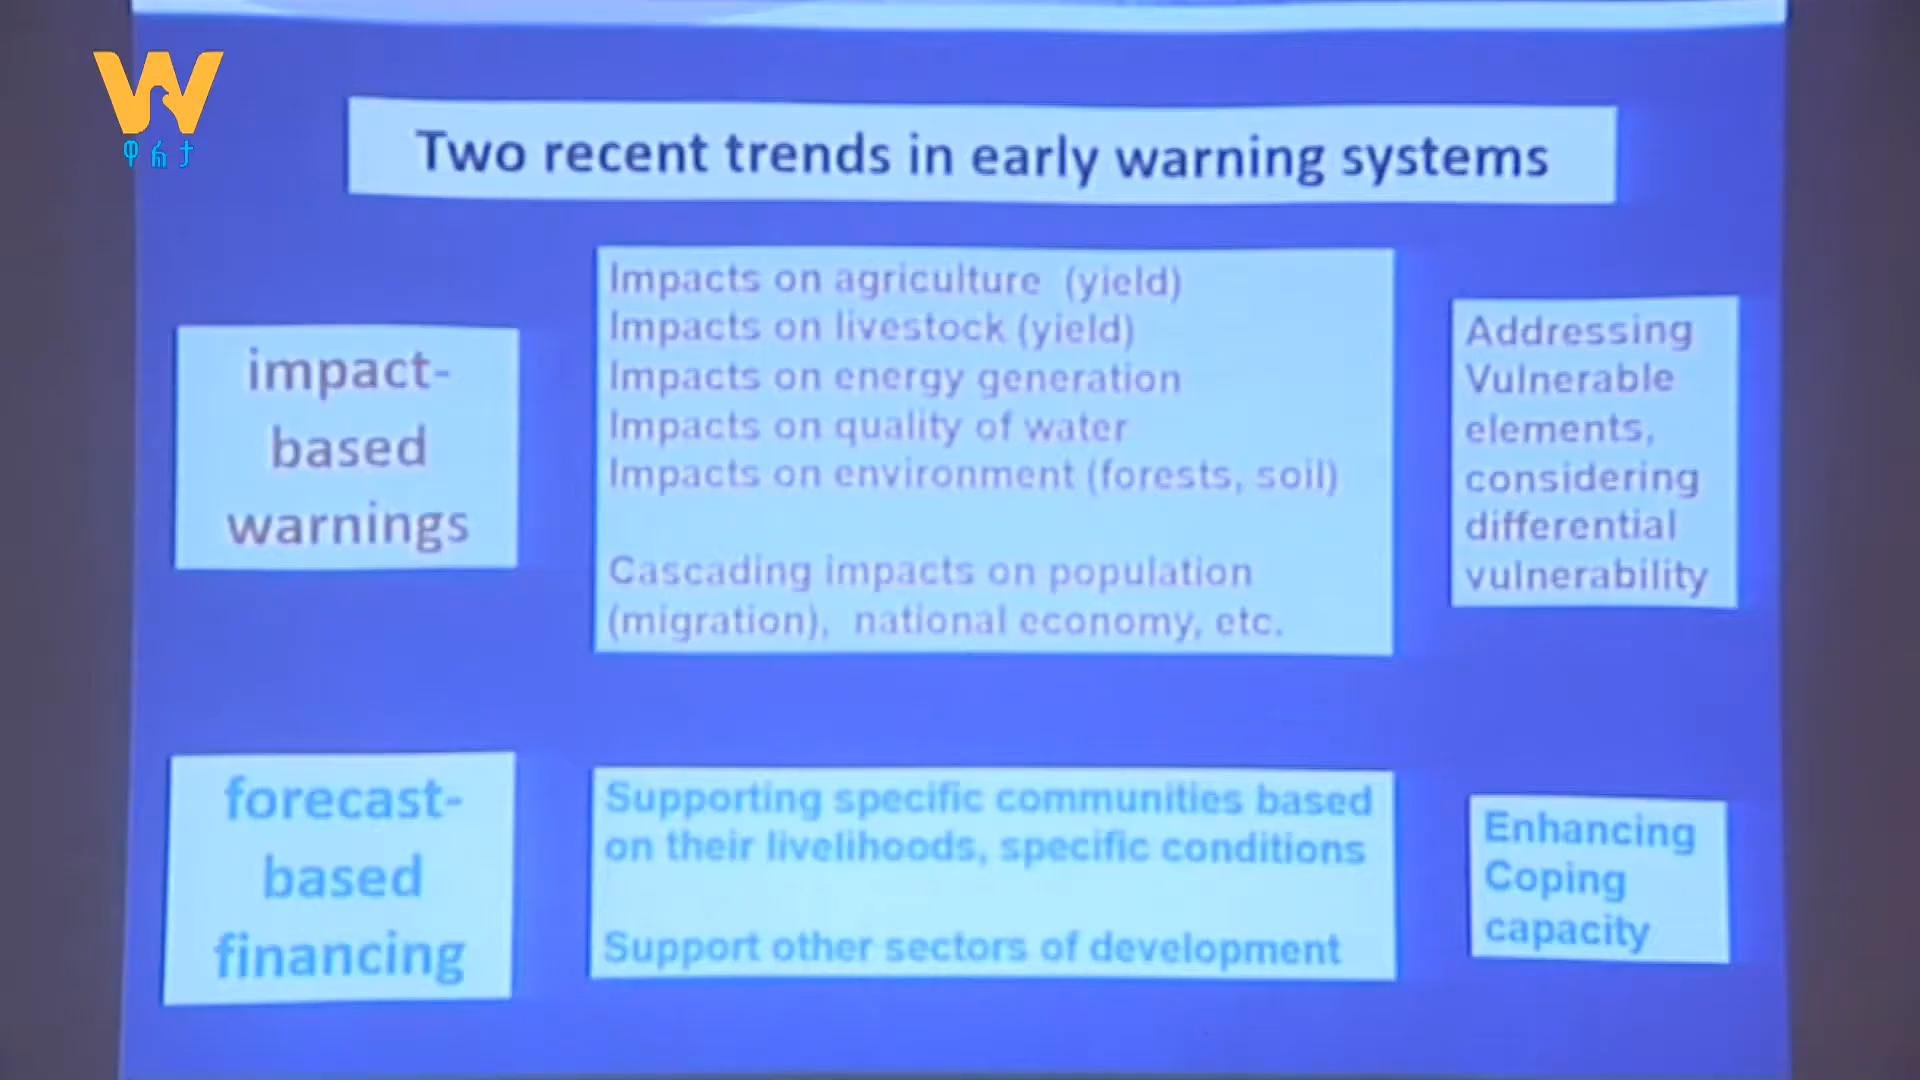 ዋልታ
Two recent trends in early warning systems
impact-
based
warnings
Impacts on agriculture (yield)
Impacts on livestock (yield)
Impacts on energy generation
Impacts on quality of water
Impacts on environment (forests, soil)
Cascading impacts on population
(migration), national economy, etc.
Addressing
Vulnerable
elements,
considering
differential
vulnerability
forecast-
based
financing
Supporting specific communities based
on their livelihoods, specific conditions
Support other sectors of development
Enhancing
Coping
capacity